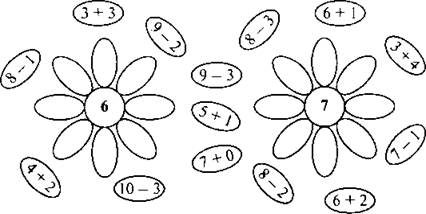 3 + 3
9 – 2
8 – 3
6 + 1
8 – 1
9 – 3
3 + 4
6
5 + 1
7
7 + 0
7 – 1
4 + 2
10 – 3
8 – 2
6 + 2